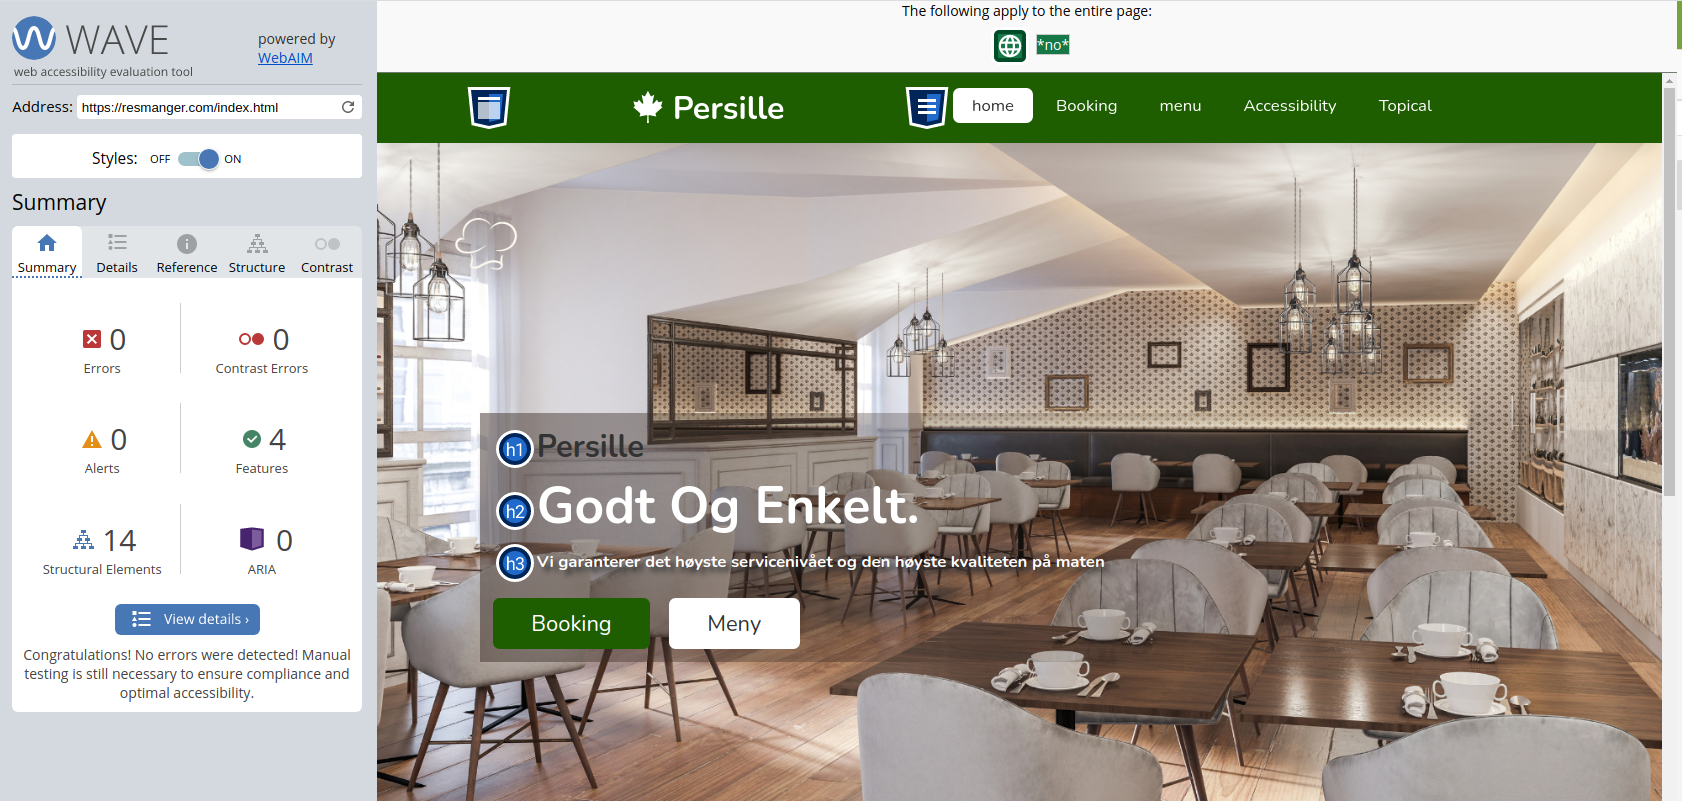 WAVE
web accessibility evaluation tool
powered by
WebAIM
Address: https://resmanger.com/index.html
Styles: OFF ON
Summary
Summary Details Reference Structure Contrast
0 0
Errors Contrast Errors
0 4
Alerts Features
14 0
Structural Elements ARIA
View details ›
Congratulations! No errors were detected! Manual
testing is still necessary to ensure compliance and
optimal accessibility.
The following apply to the entire page:
*no*
Persille home Booking menu Accessibility Topical
h1 Persille
h2 Godt Og Enkelt.
h3 Vi garanterer det høyste servicenivået og den høyste kvaliteten på maten
Booking Meny